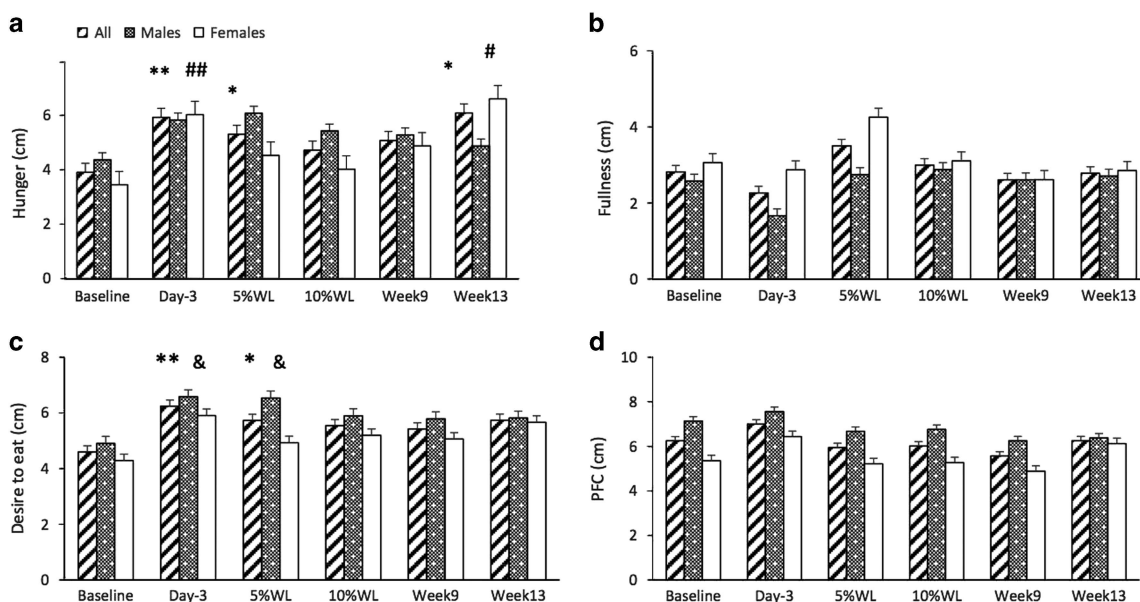 a
All Males Females
** ## * * #
Hunger (cm)
6
4
2
0
Baseline Day-3 5%WL 10%WL Week9 Week13
b
Fullness (cm)
6
4
2
0
Baseline Day-3 5%WL 10%WL Week9 Week13
c
** & * &
Desire to eat (cm)
8
6
4
2
0
Baseline Day-3 5%WL 10%WL Week9 Week13
d
PFC (cm)
10
8
6
4
2
0
Baseline Day-3 5%WL 10%WL Week9 Week13